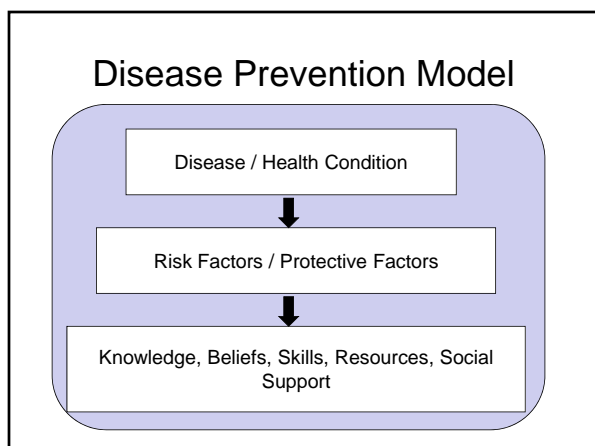 Disease Prevention Model
Disease / Health Condition
Risk Factors / Protective Factors
Knowledge, Beliefs, Skills, Resources, Social
Support